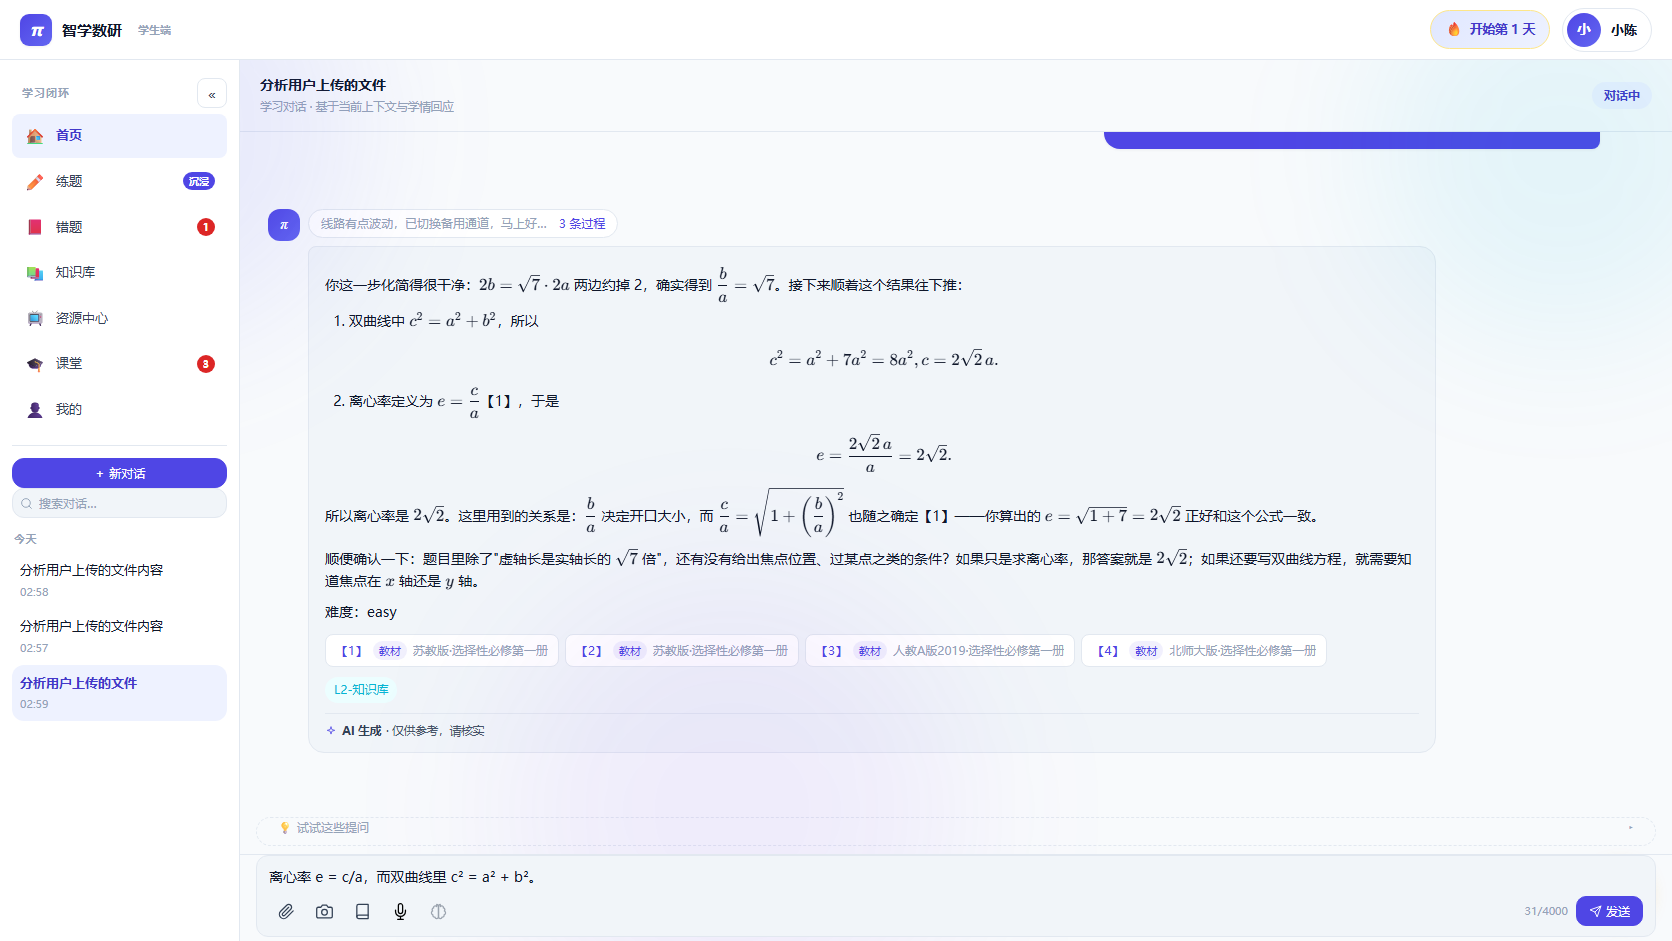 π 智学数研 学生端
🔥 开始第 1 天
小 小陈
学习闭环 «
首页
练题 沉浸
错题 1
知识库
资源中心
课堂 3
我的
+ 新对话
搜索对话...
今天
分析用户上传的文件内容
02:58
分析用户上传的文件内容
02:57
分析用户上传的文件
02:59
分析用户上传的文件
学习对话 · 基于当前上下文与学情回应
对话中
π 线路有点波动，已切换备用通道，马上好... 3 条过程
你这一步化简得很干净：2b = √7 · 2a 两边约掉 2，确实得到 b/a = √7。接下来顺着这个结果往下推：
1. 双曲线中 c² = a² + b²，所以
c² = a² + 7a² = 8a², c = 2√2 a.
2. 离心率定义为 e = c/a【1】，于是
e = 2√2 a/a = 2√2.
所以离心率是 2√2。这里用到的关系是：b/a 决定开口大小，而 c/a = √(1 + (b/a)²) 也随之确定【1】——你算出的 e = √(1 + 7) = 2√2 正好和这个公式一致。
顺便确认一下：题目里除了"虚轴长是实轴长的 √7 倍"，还有没有给出焦点位置、过某点之类的条件？如果只是求离心率，那答案就是 2√2；如果还要写双曲线方程，就需要知
道焦点在 x 轴还是 y 轴。
难度：easy
【1】 教材 苏教版·选择性必修第一册 【2】 教材 苏教版·选择性必修第一册 【3】 教材 人教A版2019·选择性必修第一册 【4】 教材 北师大版·选择性必修第一册
L2-知识库
AI 生成 · 仅供参考，请核实
试试这些提问
离心率 e = c/a，而双曲线里 c² = a² + b²。
31/4000 发送